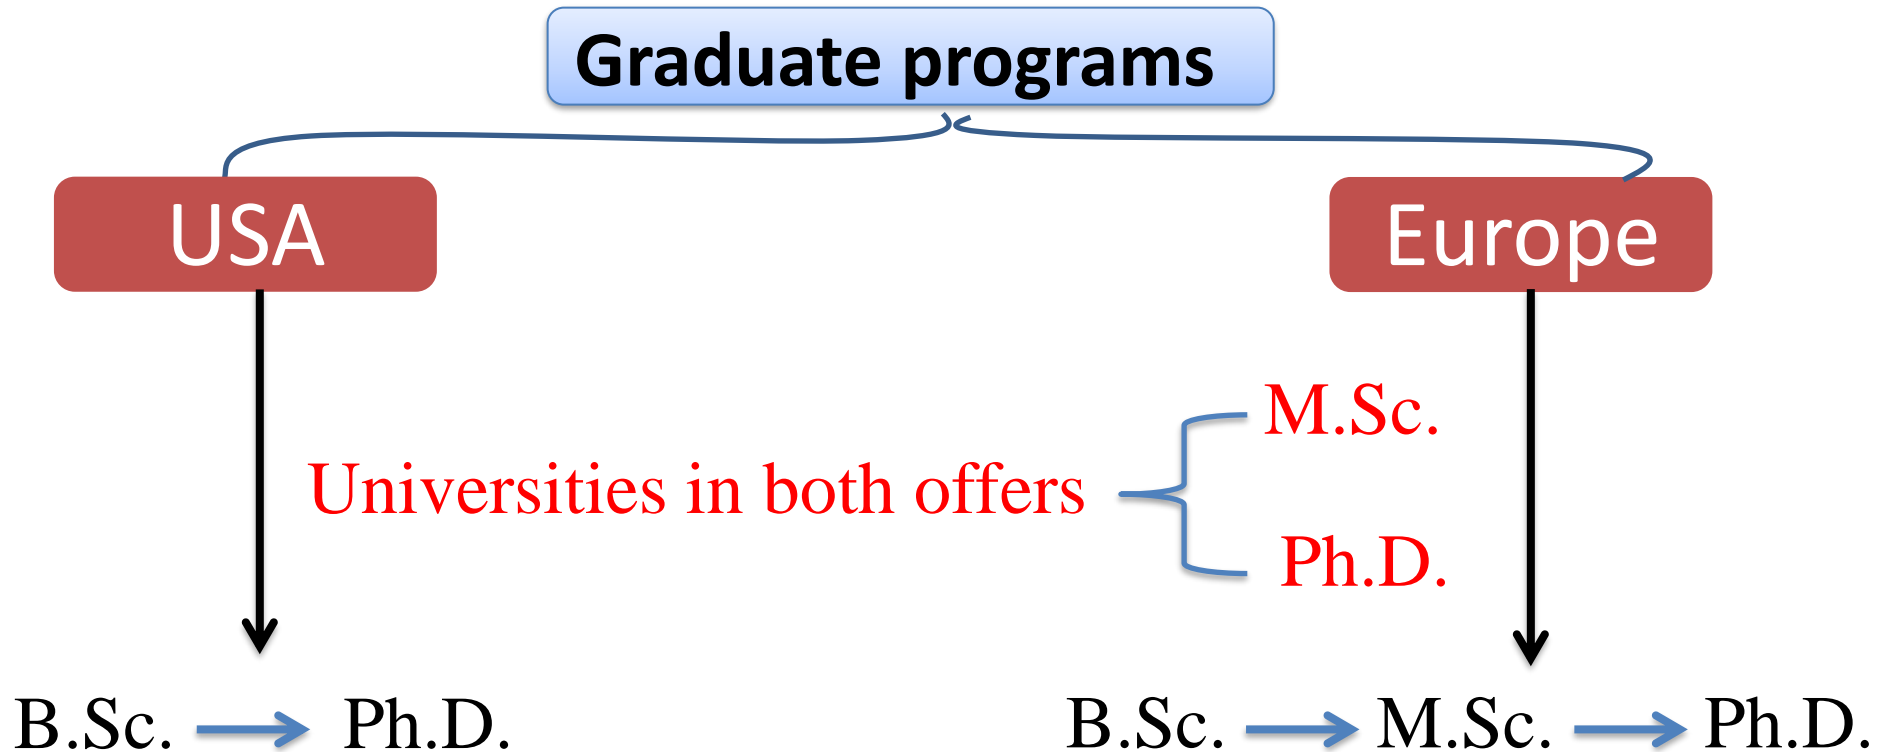 Graduate programs
USA
Europe
M.Sc.
Universities in both offers
Ph.D.
B.Sc. Ph.D.
B.Sc. M.Sc. Ph.D.